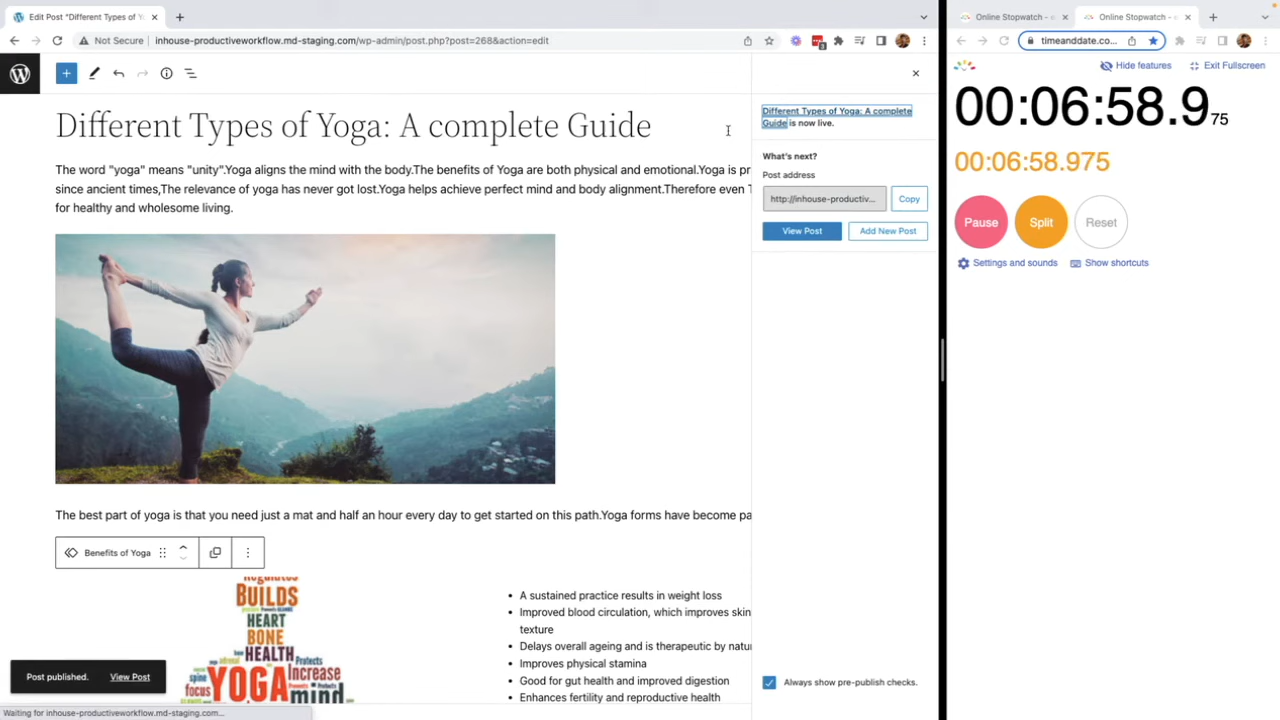 Edit Post "Different Types of Y
Not Secure
inhouse-productiveworkflow.md-staging.com/wp-admin/post.php?post=268&action=edit
Different Types of Yoga: A complete Guide
The word "yoga" means "unity".Yoga aligns the mind with the body.The benefits of Yoga are both physical and emotional.Yoga is pr
since ancient times,The relevance of yoga has never got lost.Yoga helps achieve perfect mind and body alignment.Therefore even T
for healthy and wholesome living.
The best part of yoga is that you need just a mat and half an hour every day to get started on this path.Yoga forms have become pa
Benefits of Yoga
BUILDS
HEART
BONE
HEALTH
Protects
Increase
spine
focus
YOGA
mind
A sustained practice results in weight loss
Improved blood circulation, which improves skin
texture
Delays overall ageing and is therapeutic by natu
Improves physical stamina
Good for gut health and improved digestion
Enhances fertility and reproductive health
Post published. View Post
Waiting for inhouse-productiveworkflow.md-staging.com...
Different Types of Yoga: A complete
Guide is now live.
What's next?
Post address
http://inhouse-productiv...
Copy
View Post
Add New Post
Always show pre-publish checks.
Online Stopwatch -
Online Stopwatch -
timeanddate.co...
Hide features
Exit Fullscreen
00:06:58.975
00:06:58.975
Pause
Split
Reset
Settings and sounds
Show shortcuts